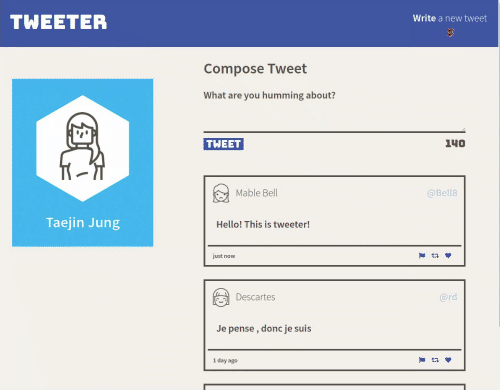 TWEETER
Write a new tweet
Taejin Jung
Compose Tweet
What are you humming about?
TWEET
140
Mable Bell
@Bell8
Hello! This is tweeter!
just now
Descartes
@rd
Je pense , donc je suis
1 day ago